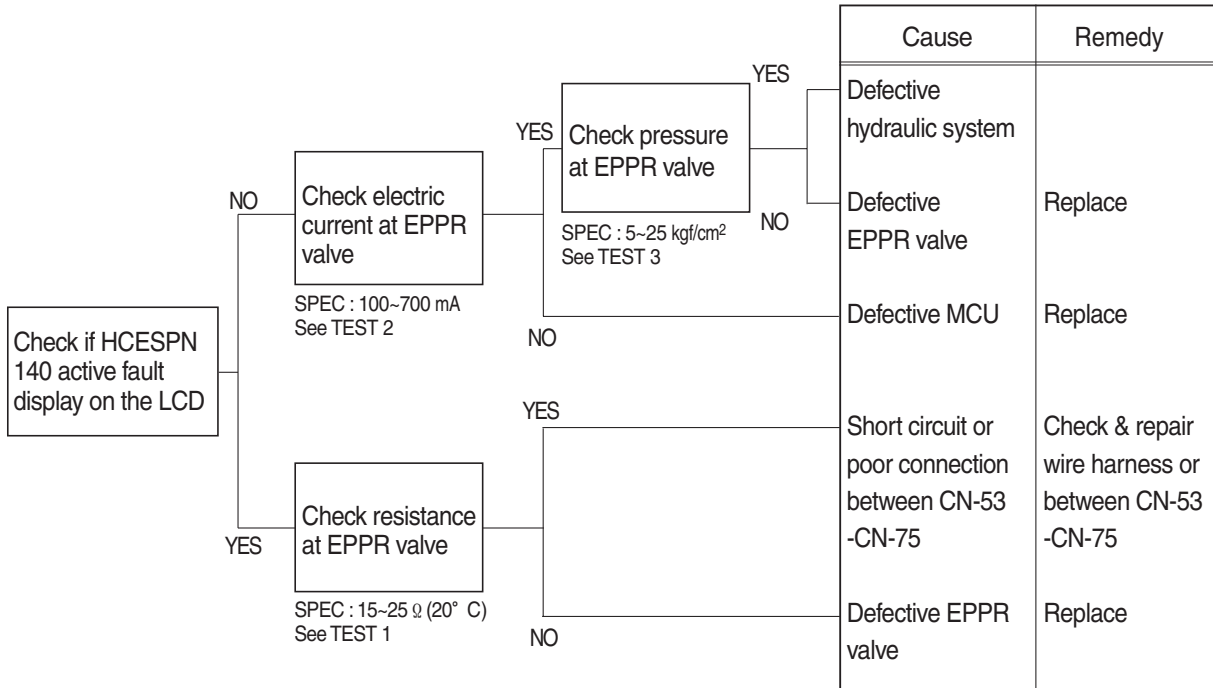 Cause
Remedy
YES
Defective
hydraulic system
YES
Check pressure
at EPPR valve
NO
Check electric
current at EPPR
valve
NO
Defective
EPPR valve
Replace
SPEC : 5~25 kgf/cm²
See TEST 3
SPEC : 100~700 mA
See TEST 2
Defective MCU
Replace
NO
Check if HCESPN
140 active fault
display on the LCD
YES
Short circuit or
poor connection
between CN-53
-CN-75
Check & repair
wire harness or
between CN-53
-CN-75
Check resistance
at EPPR valve
YES
SPEC : 15~25 Ω (20° C)
See TEST 1
NO
Defective EPPR
valve
Replace